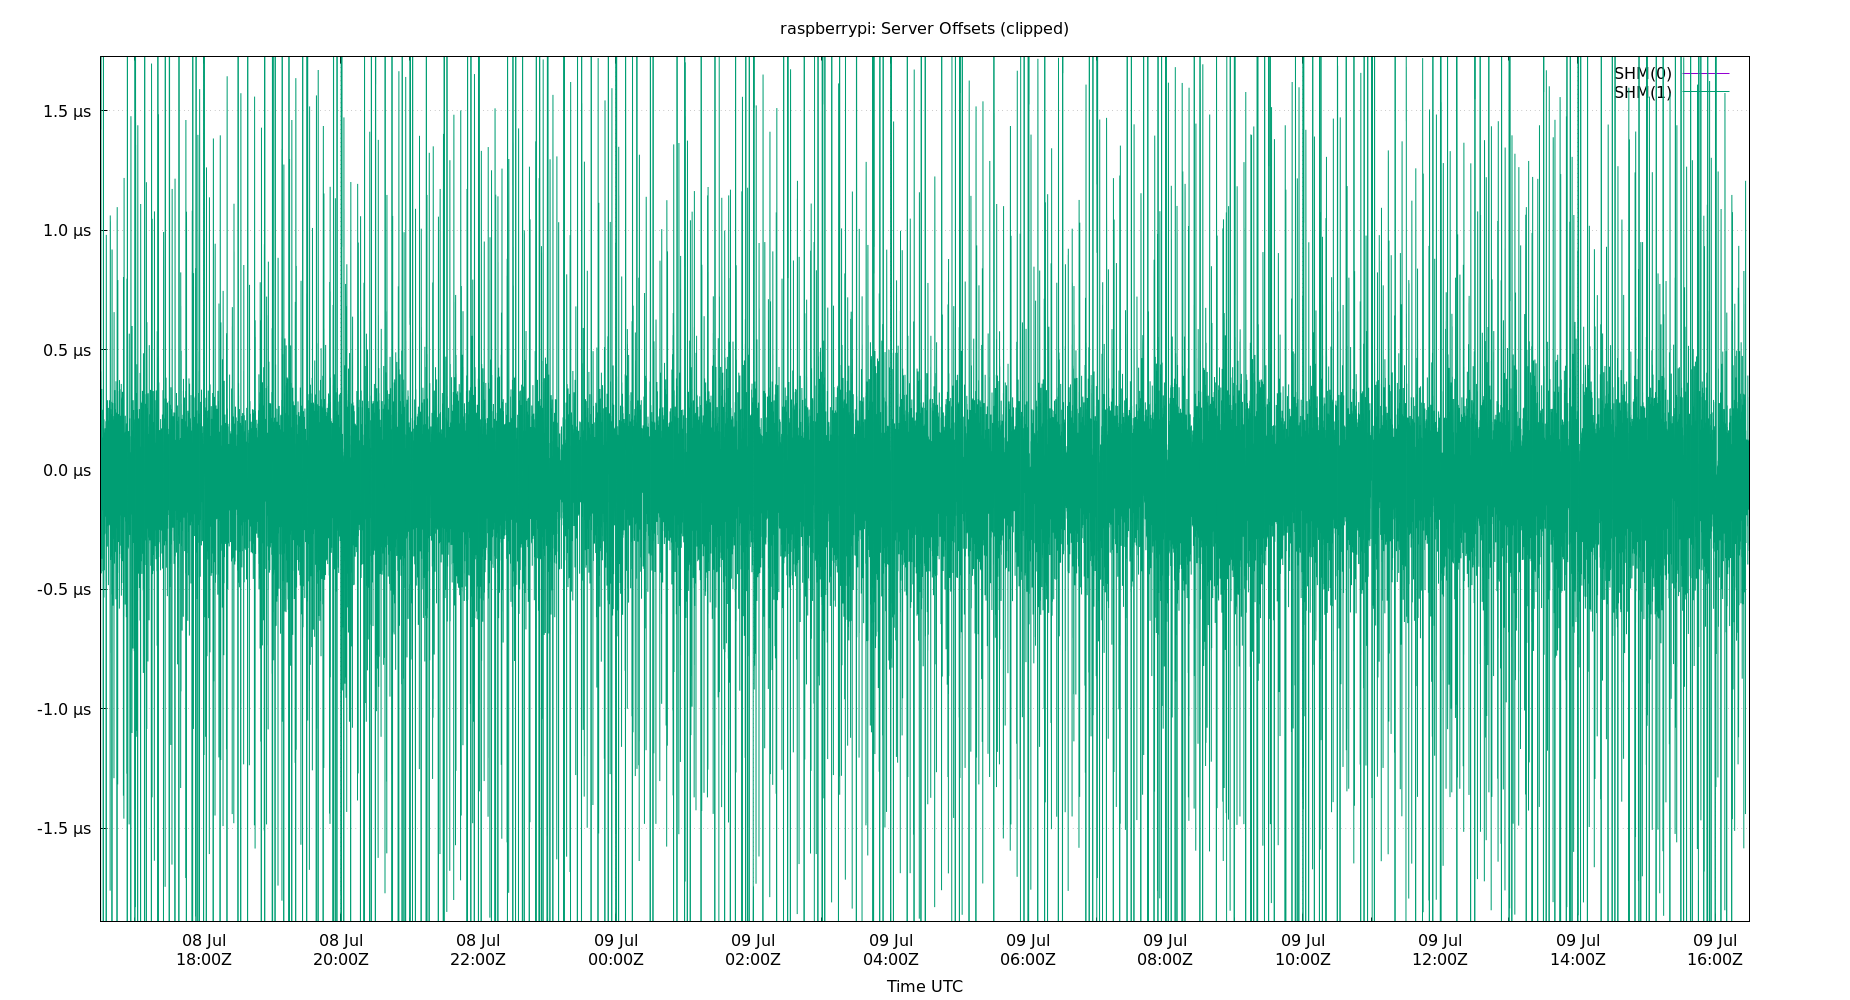 raspberrypi: Server Offsets (clipped)
SHM(0)
SHM(1)
1.5 µs
1.0 µs
0.5 µs
0.0 µs
-0.5 µs
-1.0 µs
-1.5 µs
08 Jul 08 Jul 08 Jul 09 Jul 09 Jul 09 Jul 09 Jul 09 Jul 09 Jul 09 Jul 09 Jul 09 Jul
18:00Z 20:00Z 22:00Z 00:00Z 02:00Z 04:00Z 06:00Z 08:00Z 10:00Z 12:00Z 14:00Z 16:00Z
Time UTC